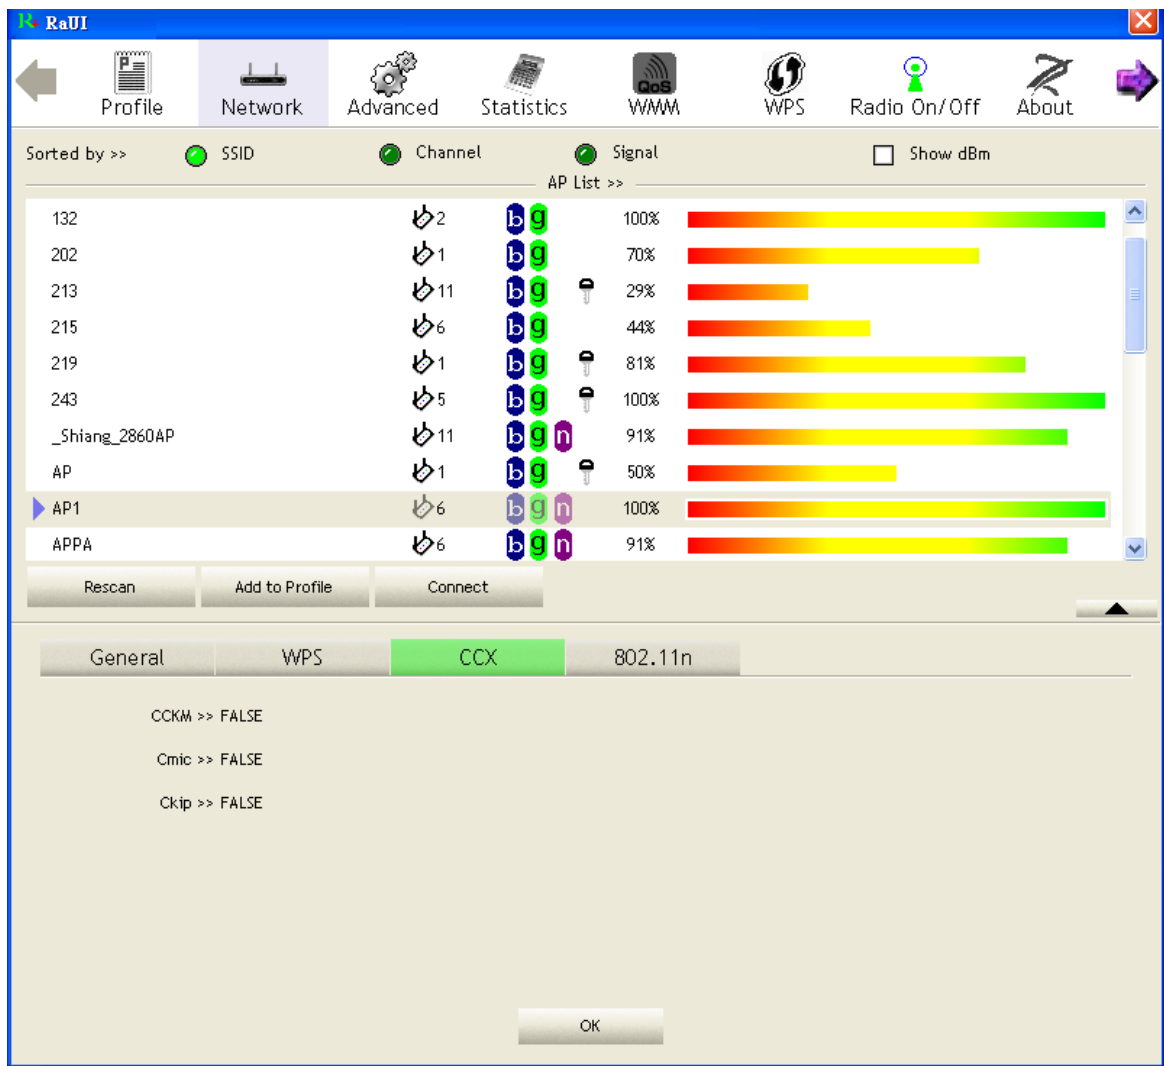 R RaUI
Profile Network Advanced Statistics QoS WMM WPS Radio On/Off About
Sorted by >> SSID Channel Signal Show dBm
AP List >>
132 2 b g 100%
202 1 b g 70%
213 11 b g 29%
215 6 b g 44%
219 1 b g 81%
243 5 b g 100%
_Shiang_2860AP 11 b g n 91%
AP 1 b g 50%
AP1 6 b g n 100%
APPA 6 b g n 91%
Rescan Add to Profile Connect
General WPS CCX 802.11n
CCKM >> FALSE
Cmic >> FALSE
Ckip >> FALSE
OK